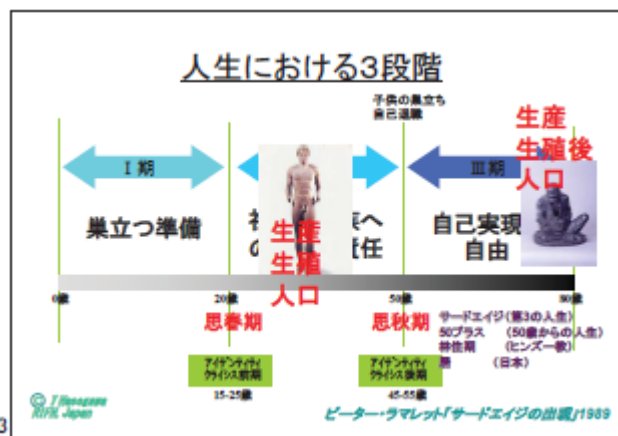 人生における3段階
子供の巣立ち
自己退職
生産
生殖後
人口
Ⅰ期
Ⅲ期
巣立つ準備
生産
生殖
人口
自己実現
自由
0歳
20歳
50歳
80歳
思春期
思秋期
サードエイジ(第3の人生)
50プラス (50歳からの人生)
林住期 (ヒンズー教)
(日本)
アイデンティティ
クライシス前期
アイデンティティ
クライシス後期
15-25歳
45-55歳
© T Hasegawa
Japan
ピーター・ラマレット「サードエイジの出現」1989
3